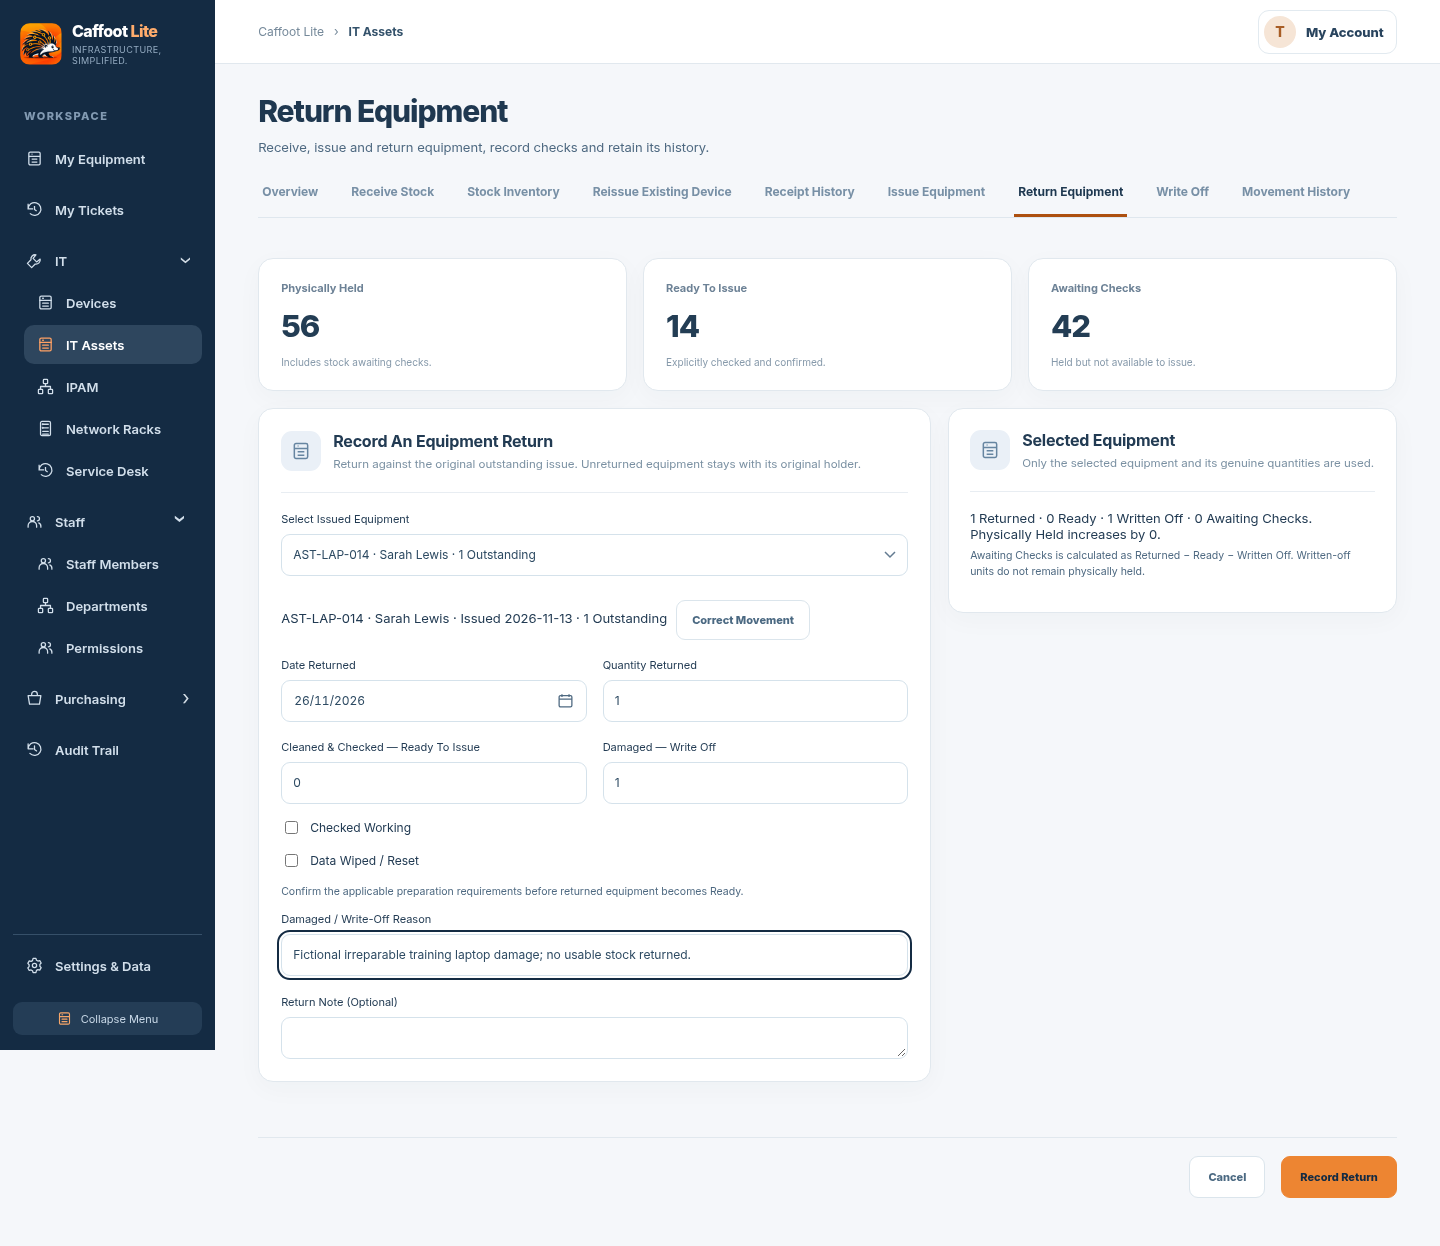 Caffoot Lite
INFRASTRUCTURE,
SIMPLIFIED.
WORKSPACE
My Equipment
My Tickets
IT
Devices
IT Assets
IPAM
Network Racks
Service Desk
Staff
Staff Members
Departments
Permissions
Purchasing
Audit Trail
Settings & Data
Collapse Menu
Caffoot Lite › IT Assets
T My Account
Return Equipment
Receive, issue and return equipment, record checks and retain its history.
Overview Receive Stock Stock Inventory Reissue Existing Device Receipt History Issue Equipment Return Equipment Write Off Movement History
Physically Held
56
Includes stock awaiting checks.
Ready To Issue
14
Explicitly checked and confirmed.
Awaiting Checks
42
Held but not available to issue.
Record An Equipment Return
Return against the original outstanding issue. Unreturned equipment stays with its original holder.
Select Issued Equipment
AST-LAP-014 · Sarah Lewis · 1 Outstanding
AST-LAP-014 · Sarah Lewis · Issued 2026-11-13 · 1 Outstanding Correct Movement
Date Returned
26/11/2026
Quantity Returned
1
Cleaned & Checked — Ready To Issue
0
Damaged — Write Off
1
Checked Working
Data Wiped / Reset
Confirm the applicable preparation requirements before returned equipment becomes Ready.
Damaged / Write-Off Reason
Fictional irreparable training laptop damage; no usable stock returned.
Return Note (Optional)
Selected Equipment
Only the selected equipment and its genuine quantities are used.
1 Returned · 0 Ready · 1 Written Off · 0 Awaiting Checks.
Physically Held increases by 0.
Awaiting Checks is calculated as Returned − Ready − Written Off. Written-off
units do not remain physically held.
Cancel Record Return